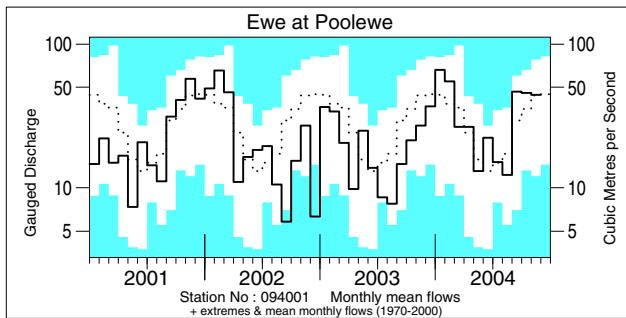 Ewe at Poolewe
100
100
50
50
10
10
5
5
Gauged Discharge
Cubic Metres per Second
2001
2002
2003
2004
Station No : 094001 Monthly mean flows
+ extremes & mean monthly flows (1970-2000)